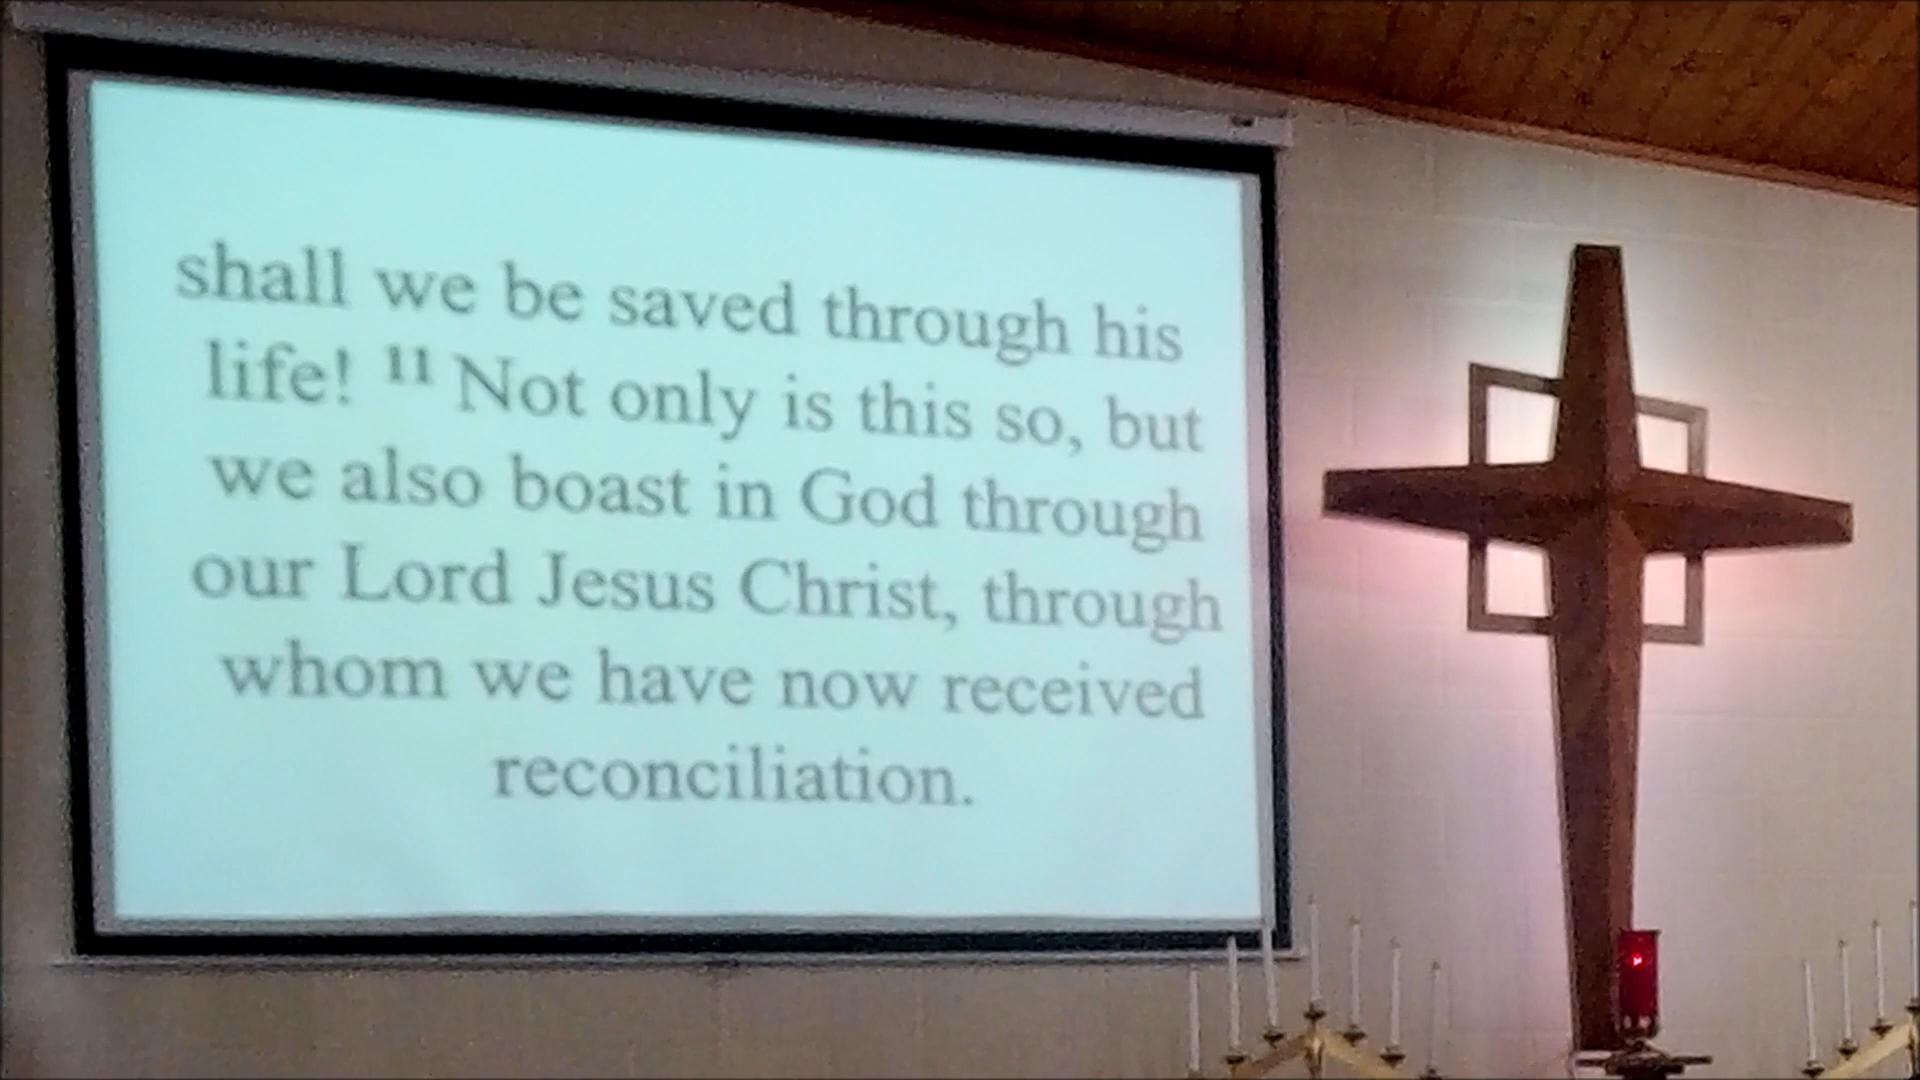 shall we be saved through his
life! ¹¹ Not only is this so, but
we also boast in God through
our Lord Jesus Christ, through
whom we have now received
reconciliation.